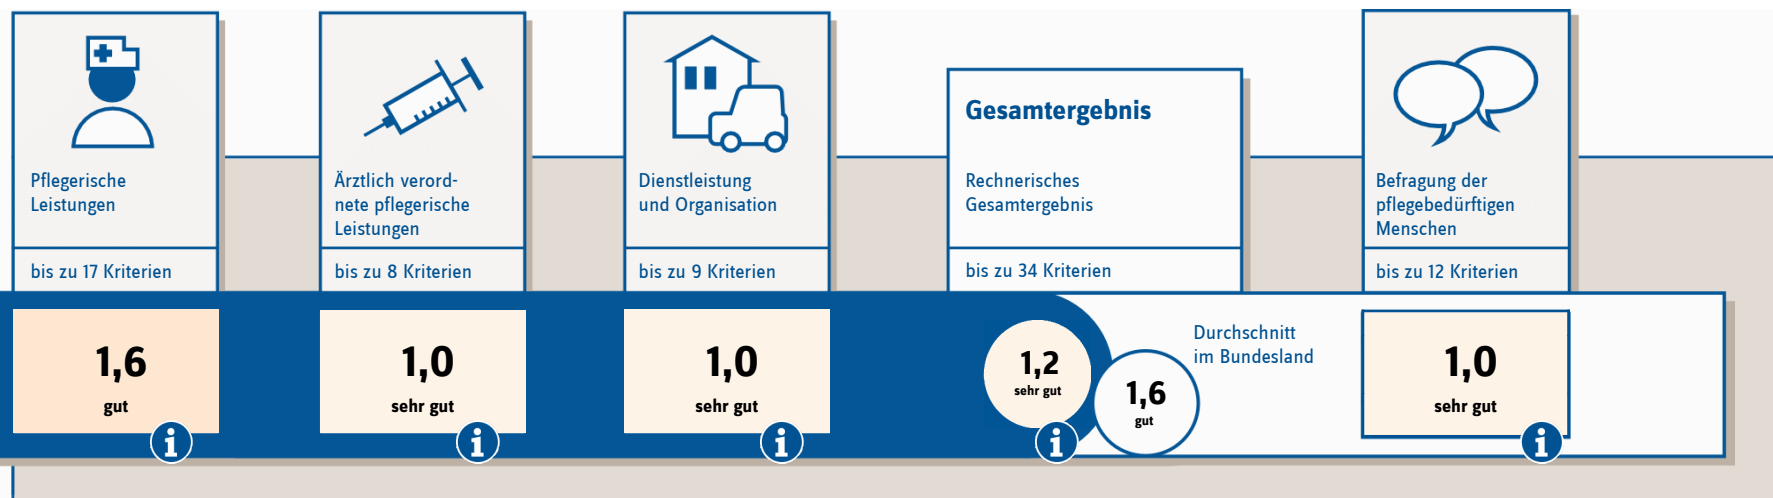 Pflegerische
Leistungen
bis zu 17 Kriterien
1,6
gut
i
Ärztlich verord-
nete pflegerische
Leistungen
bis zu 8 Kriterien
1,0
sehr gut
i
Dienstleistung
und Organisation
bis zu 9 Kriterien
1,0
sehr gut
i
Gesamtergebnis
Rechnerisches
Gesamtergebnis
bis zu 34 Kriterien
1,2
sehr gut
i
1,6
gut
Durchschnitt
im Bundesland
Befragung der
pflegebedürftigen
Menschen
bis zu 12 Kriterien
1,0
sehr gut
i